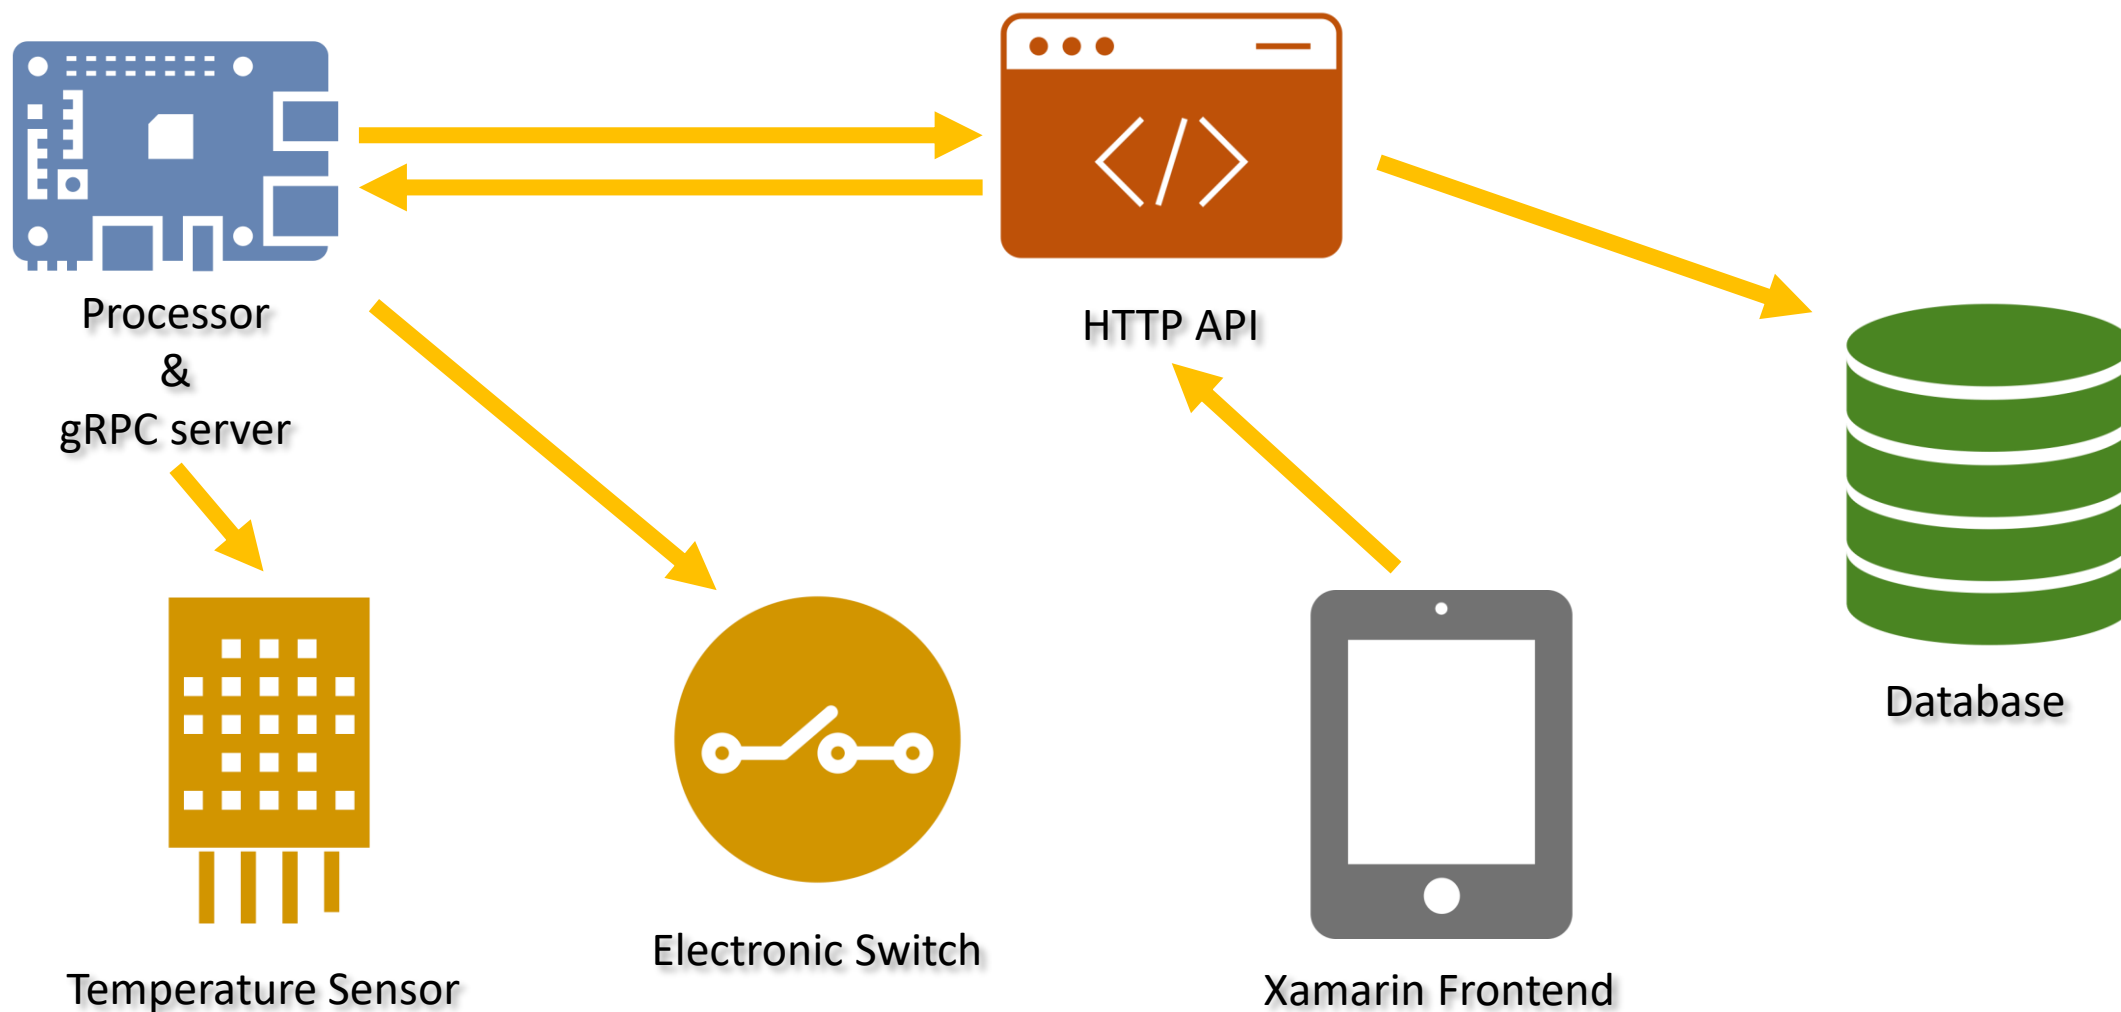 Processor
&
gRPC server
HTTP API
Database
Temperature Sensor
Electronic Switch
Xamarin Frontend